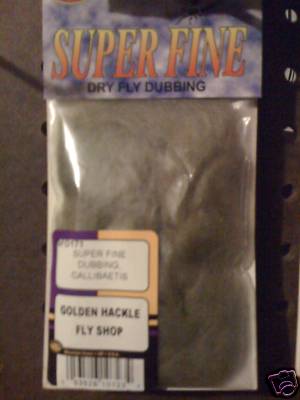 SUPER FINE
DRY FLY DUBBING
SUPER FINE
DUBBING
CALLIBAETIS
GOLDEN HACKLE
FLY SHOP